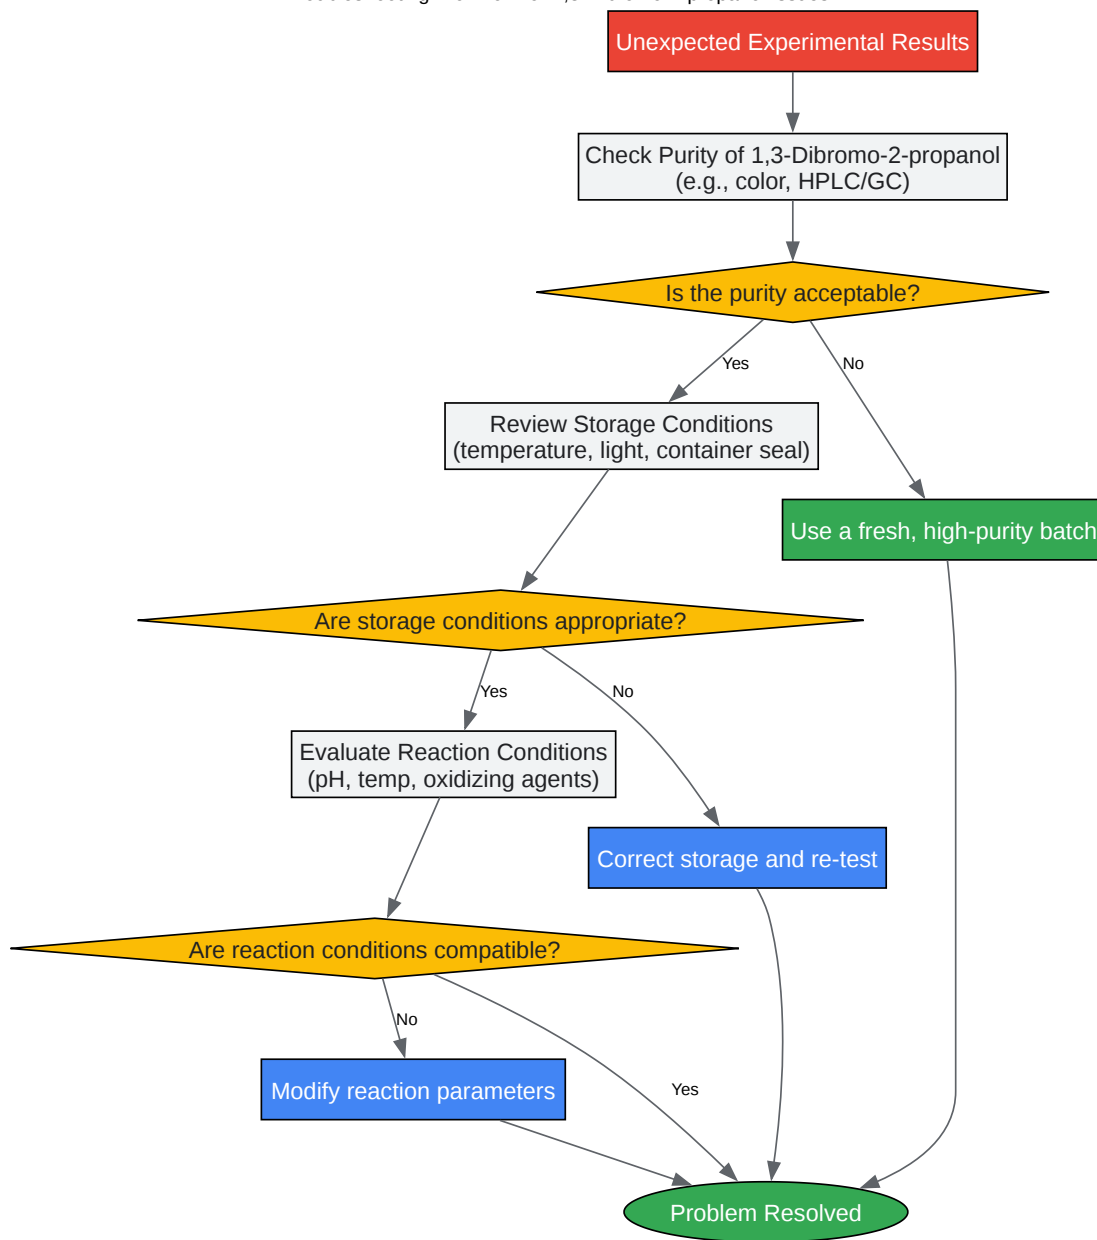 Unexpected Experimental Results
Check Purity of 1,3-Dibromo-2-propanol
(e.g., color, HPLC/GC)
Is the purity acceptable?
Yes
No
Review Storage Conditions
(temperature, light, container seal)
Use a fresh, high-purity batch
Are storage conditions appropriate?
Yes
No
Evaluate Reaction Conditions
(pH, temp, oxidizing agents)
Correct storage and re-test
Are reaction conditions compatible?
No
Modify reaction parameters
Yes
Problem Resolved